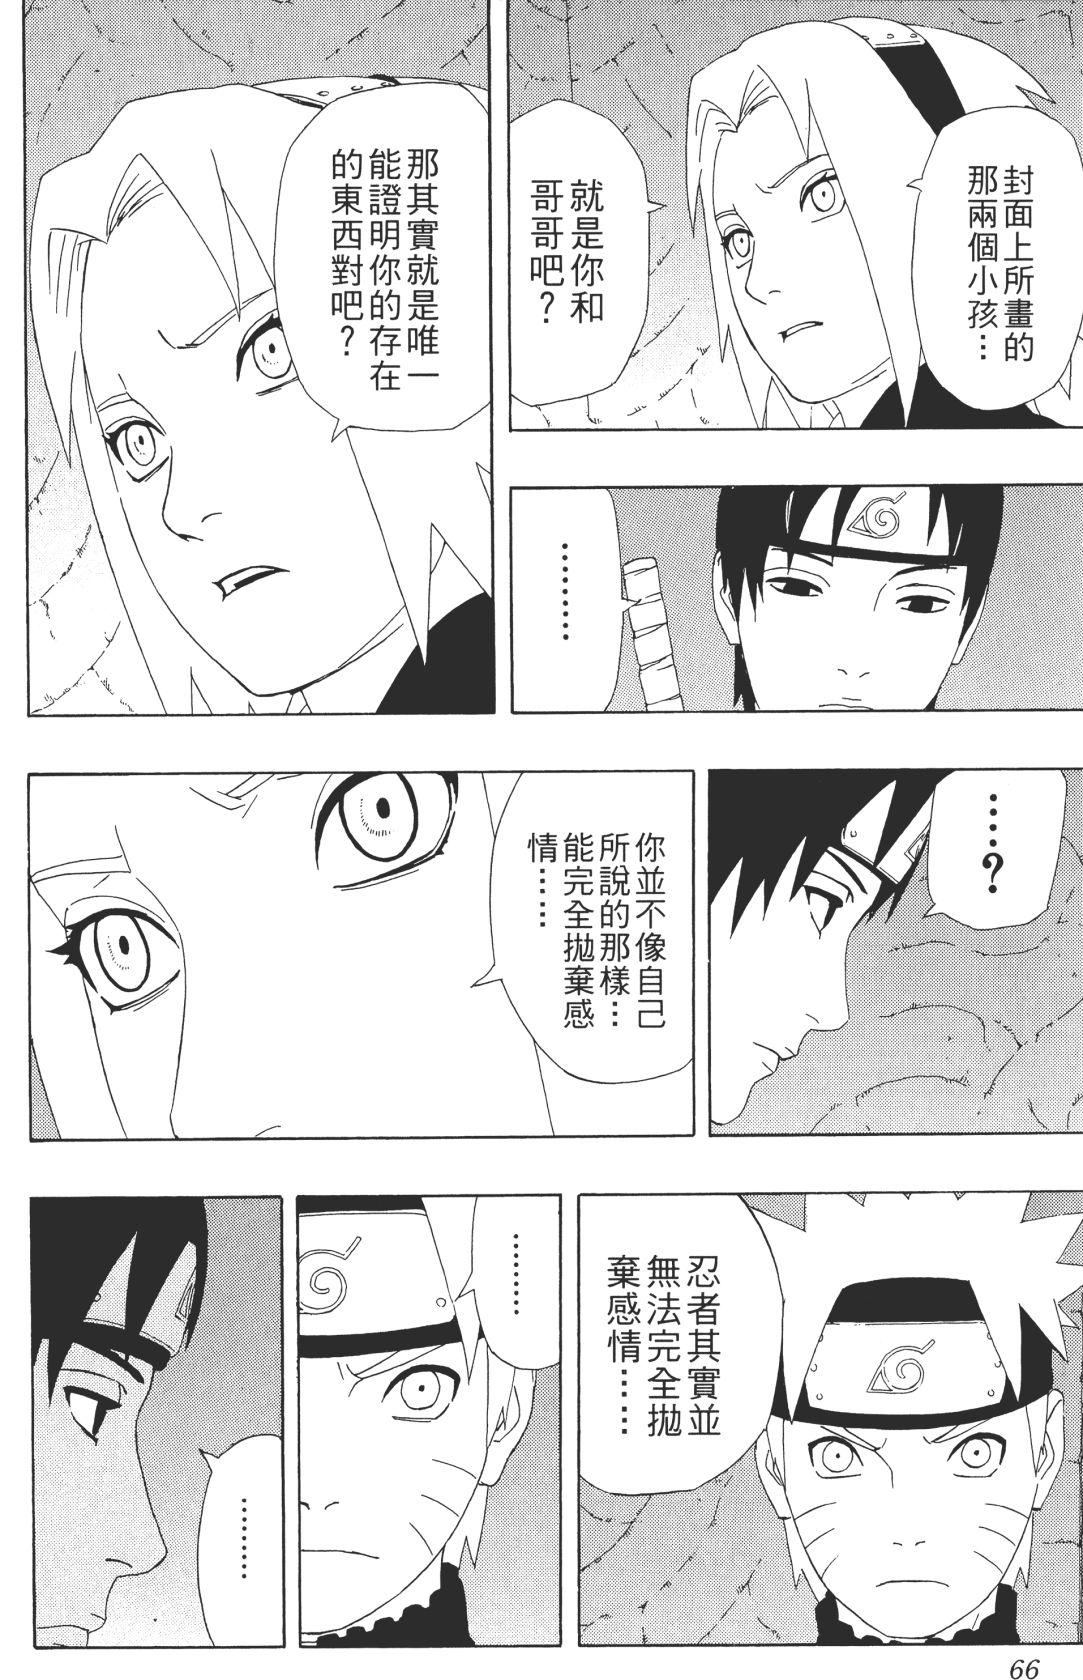 封面上所畫的
那兩個小孩…
就是你和
哥哥吧？
………
那其實就是唯一
能證明你的存在
的東西對吧？
……？
你並不像自己
所說的那樣…
能完全拋棄感
情……
忍者其實並
無法完全拋
棄感情……
………
………
66